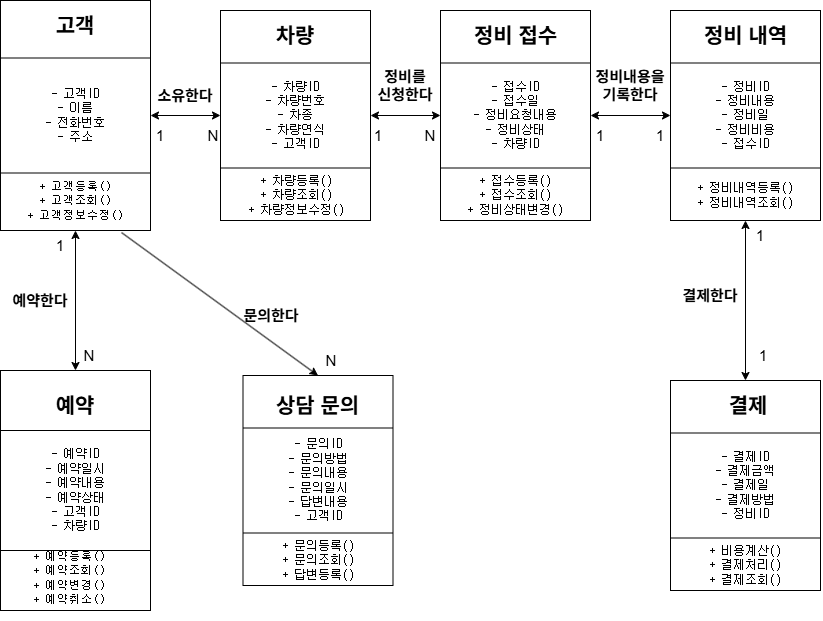 고객
- 고객ID
- 이름
- 전화번호
- 주소
+ 고객등록()
+ 고객조회()
+ 고객정보수정()
소유한다
1
N
차량
- 차량ID
- 차량번호
- 차종
- 차량연식
- 고객ID
+ 차량등록()
+ 차량조회()
+ 차량정보수정()
정비를
신청한다
1
N
정비 접수
- 접수ID
- 접수일
- 정비요청내용
- 정비상태
- 차량ID
+ 접수등록()
+ 접수조회()
+ 정비상태변경()
정비내용을
기록한다
1
1
정비 내역
- 정비ID
- 정비내용
- 정비일
- 정비비용
- 접수ID
+ 정비내역등록()
+ 정비내역조회()
1
예약한다
N
문의한다
N
1
결제한다
1
예약
- 예약ID
- 예약일시
- 예약내용
- 예약상태
- 고객ID
- 차량ID
+ 예약등록()
+ 예약조회()
+ 예약변경()
+ 예약취소()
상담 문의
- 문의ID
- 문의방법
- 문의내용
- 문의일시
- 답변내용
- 고객ID
+ 문의등록()
+ 문의조회()
+ 답변등록()
결제
- 결제ID
- 결제금액
- 결제일
- 결제방법
- 정비ID
+ 비용계산()
+ 결제처리()
+ 결제조회()